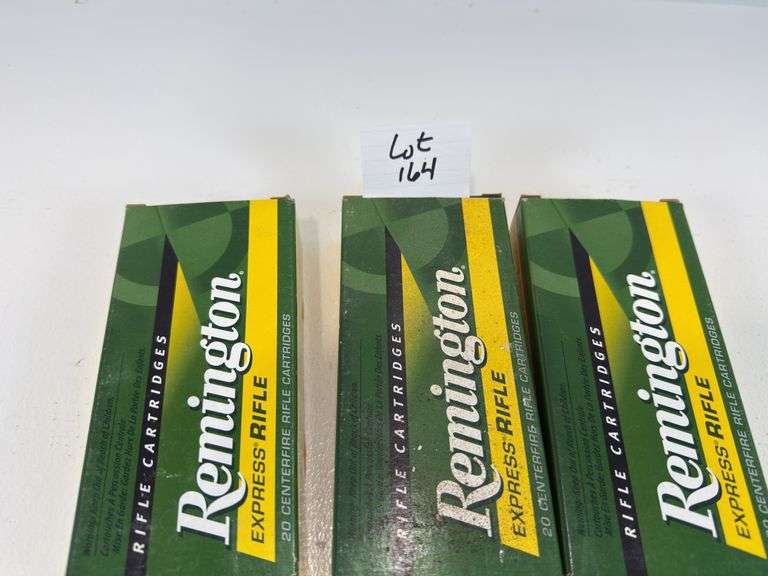 Lot
164
RIFLE CARTRIDGES
Remington®
EXPRESS® RIFLE
20 CENTERFIRE RIFLE CARTRIDGES
RIFLE CARTRIDGES
Remington®
EXPRESS® RIFLE
20 CENTERFIRE RIFLE CARTRIDGES
RIFLE CARTRIDGES
Remington®
EXPRESS® RIFLE
20 CENTERFIRE RIFLE CARTRIDGES